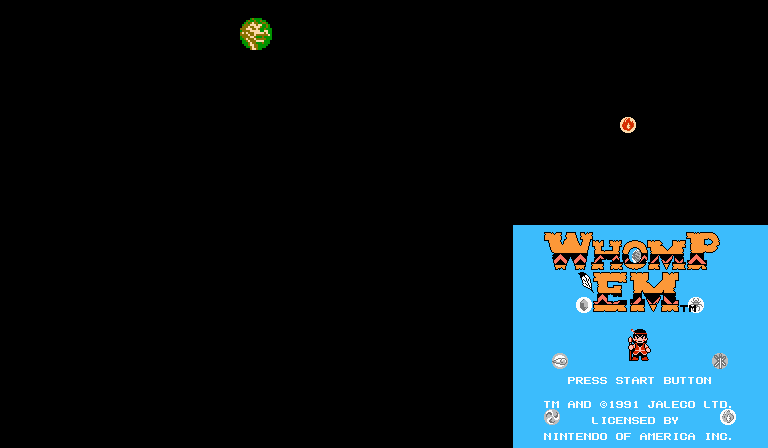 WHOMP
'EM TM
PRESS START BUTTON
TM AND ©1991 JALECO LTD.
LICENSED BY
NINTENDO OF AMERICA INC.